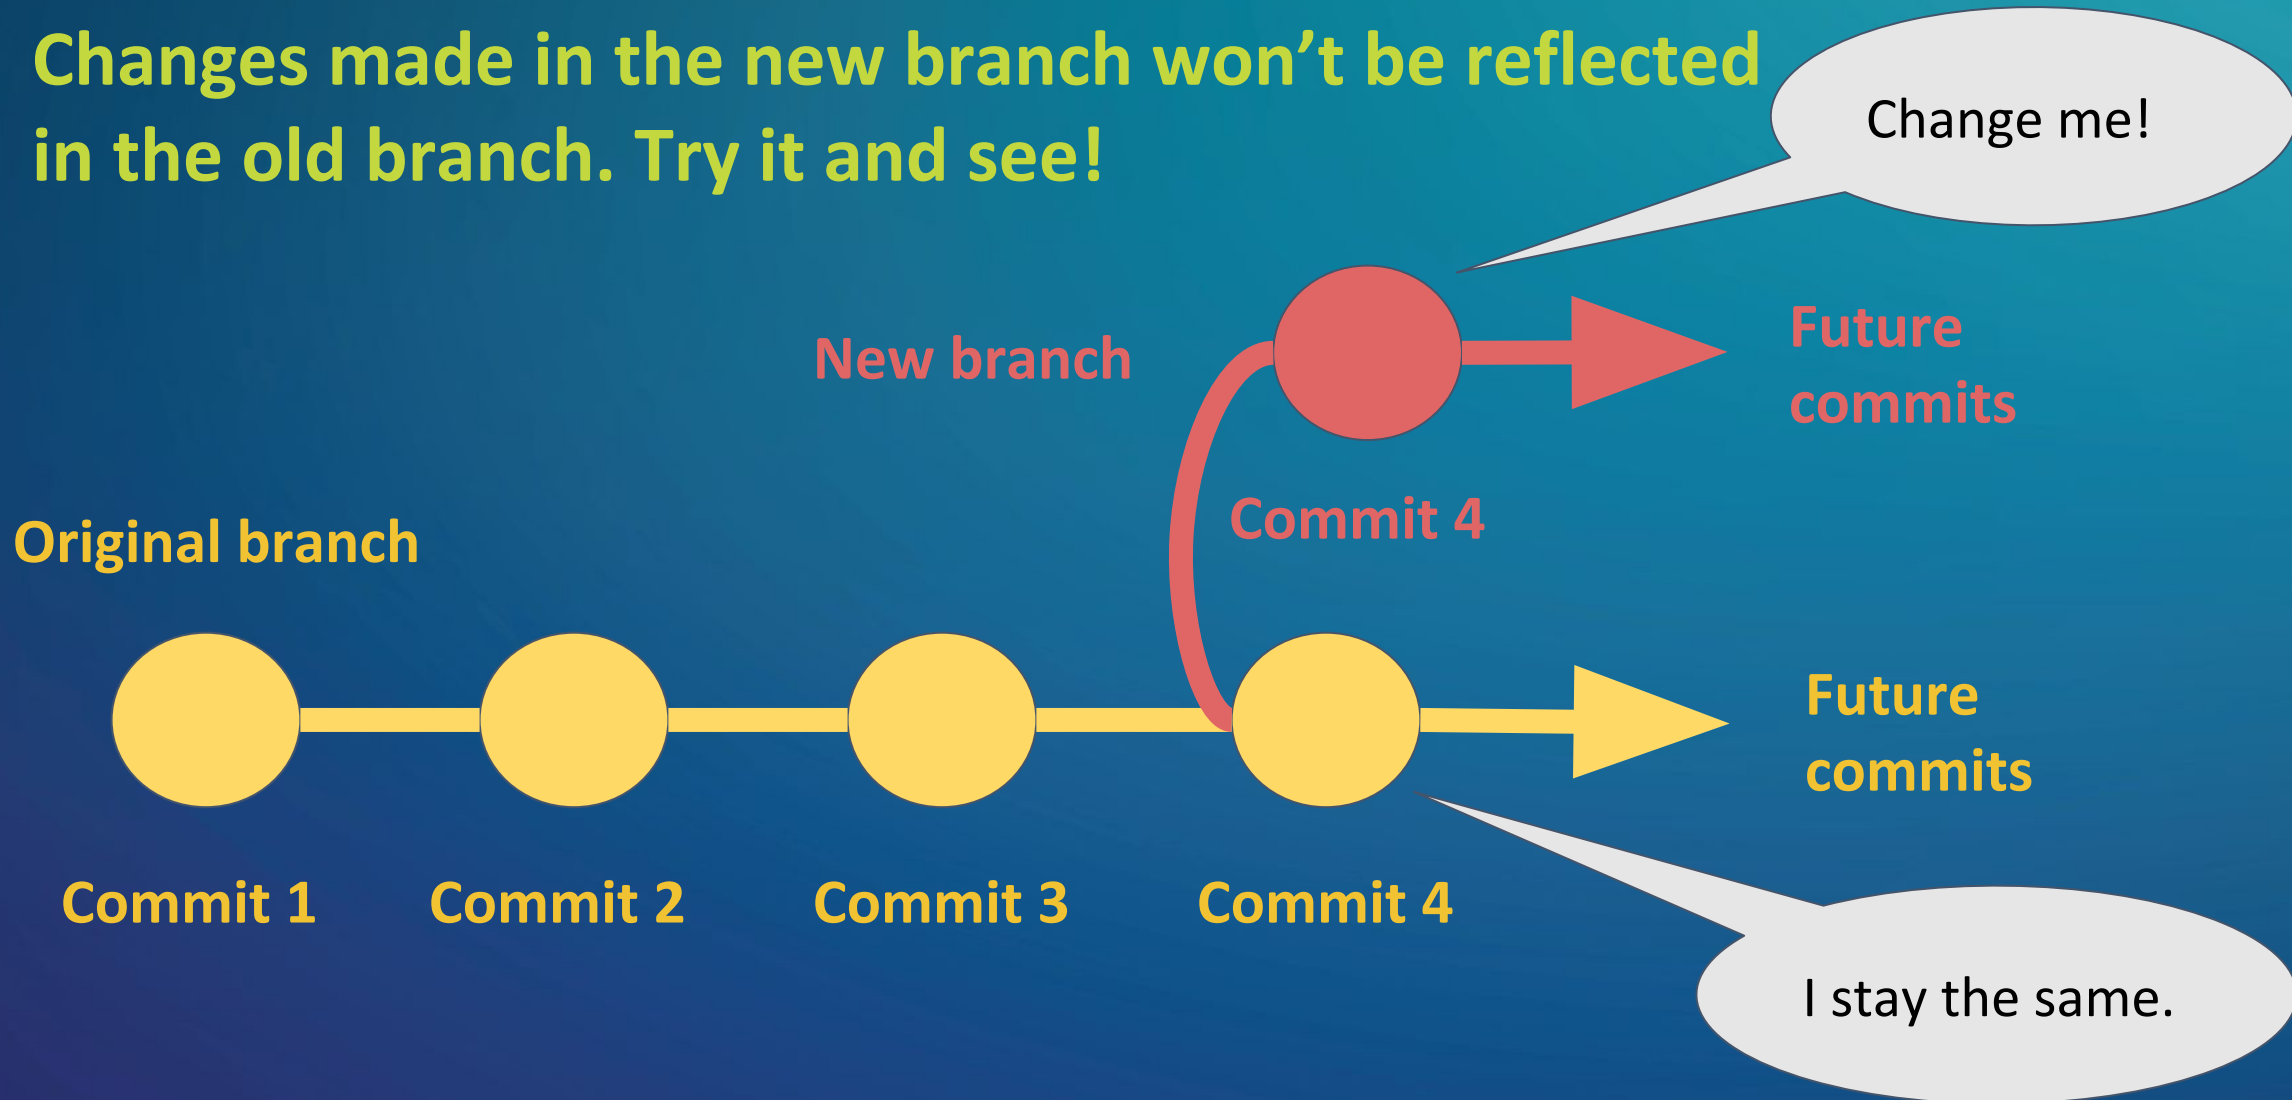 Changes made in the new branch won’t be reflected
in the old branch. Try it and see!
Change me!
New branch
Future
commits
Commit 4
Original branch
Future
commits
Commit 1
Commit 2
Commit 3
Commit 4
I stay the same.